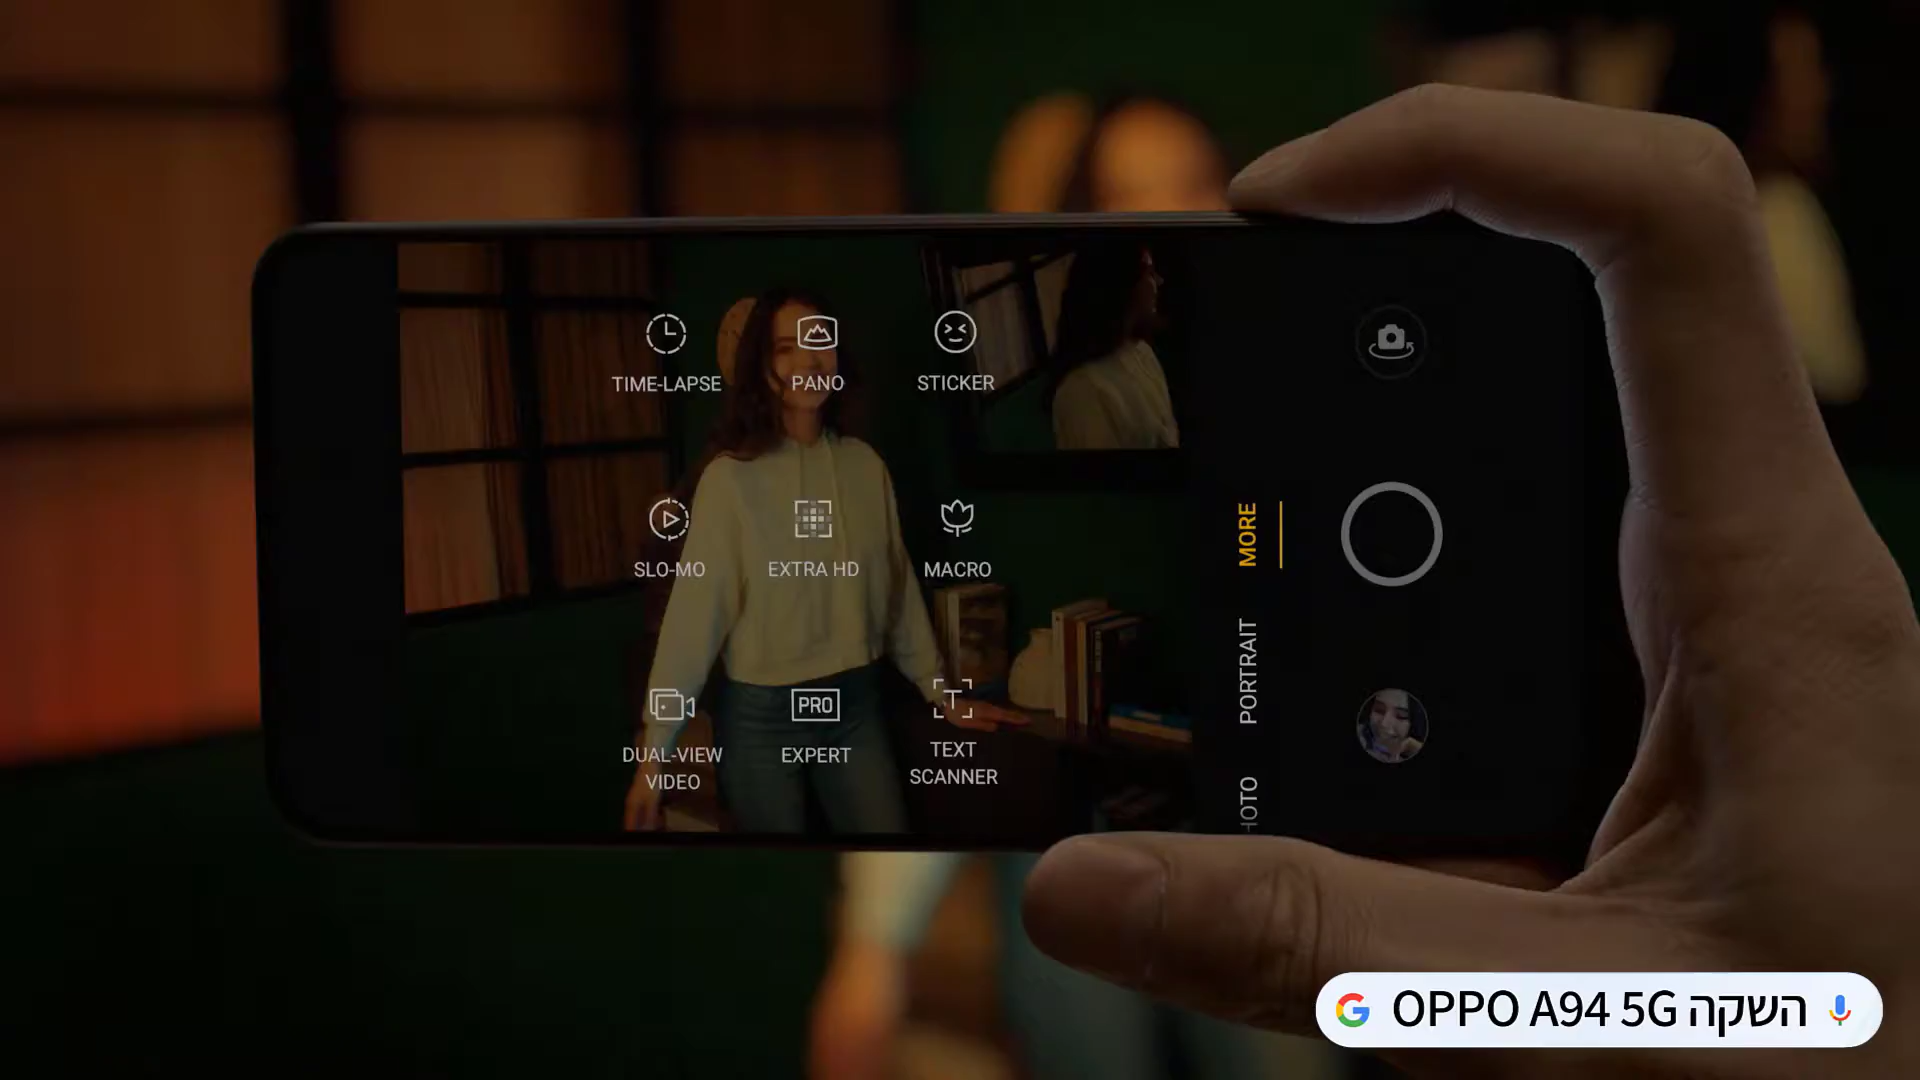 TIME-LAPSE
PANO
STICKER
SLO-MO
EXTRA HD
MACRO
DUAL-VIEW
VIDEO
PRO
EXPERT
T
TEXT
SCANNER
MORE
PORTRAIT
HOTO
השקה OPPO A94 5G